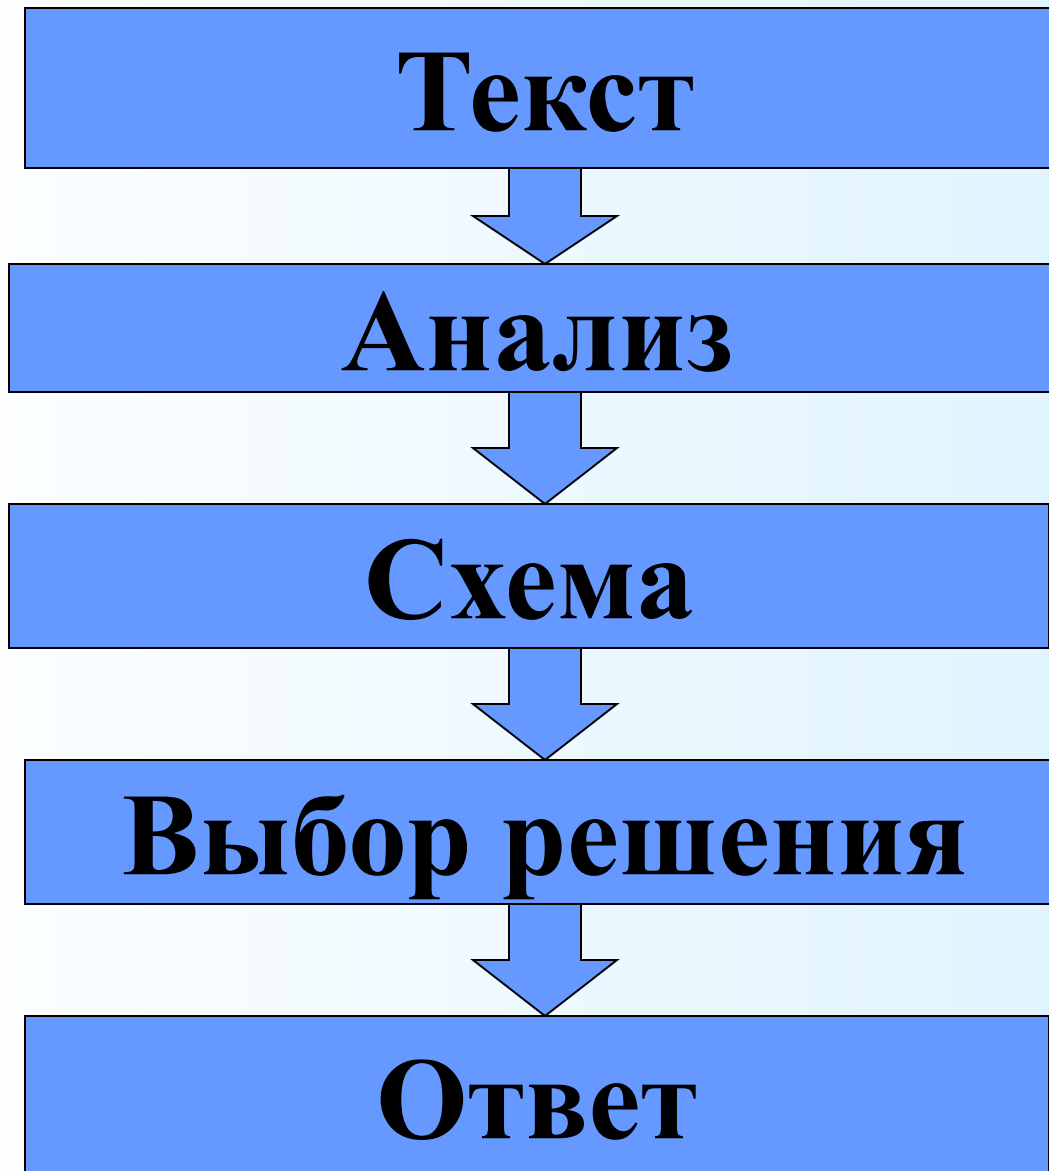 Текст
Анализ
Схема
Выбор решения
Ответ